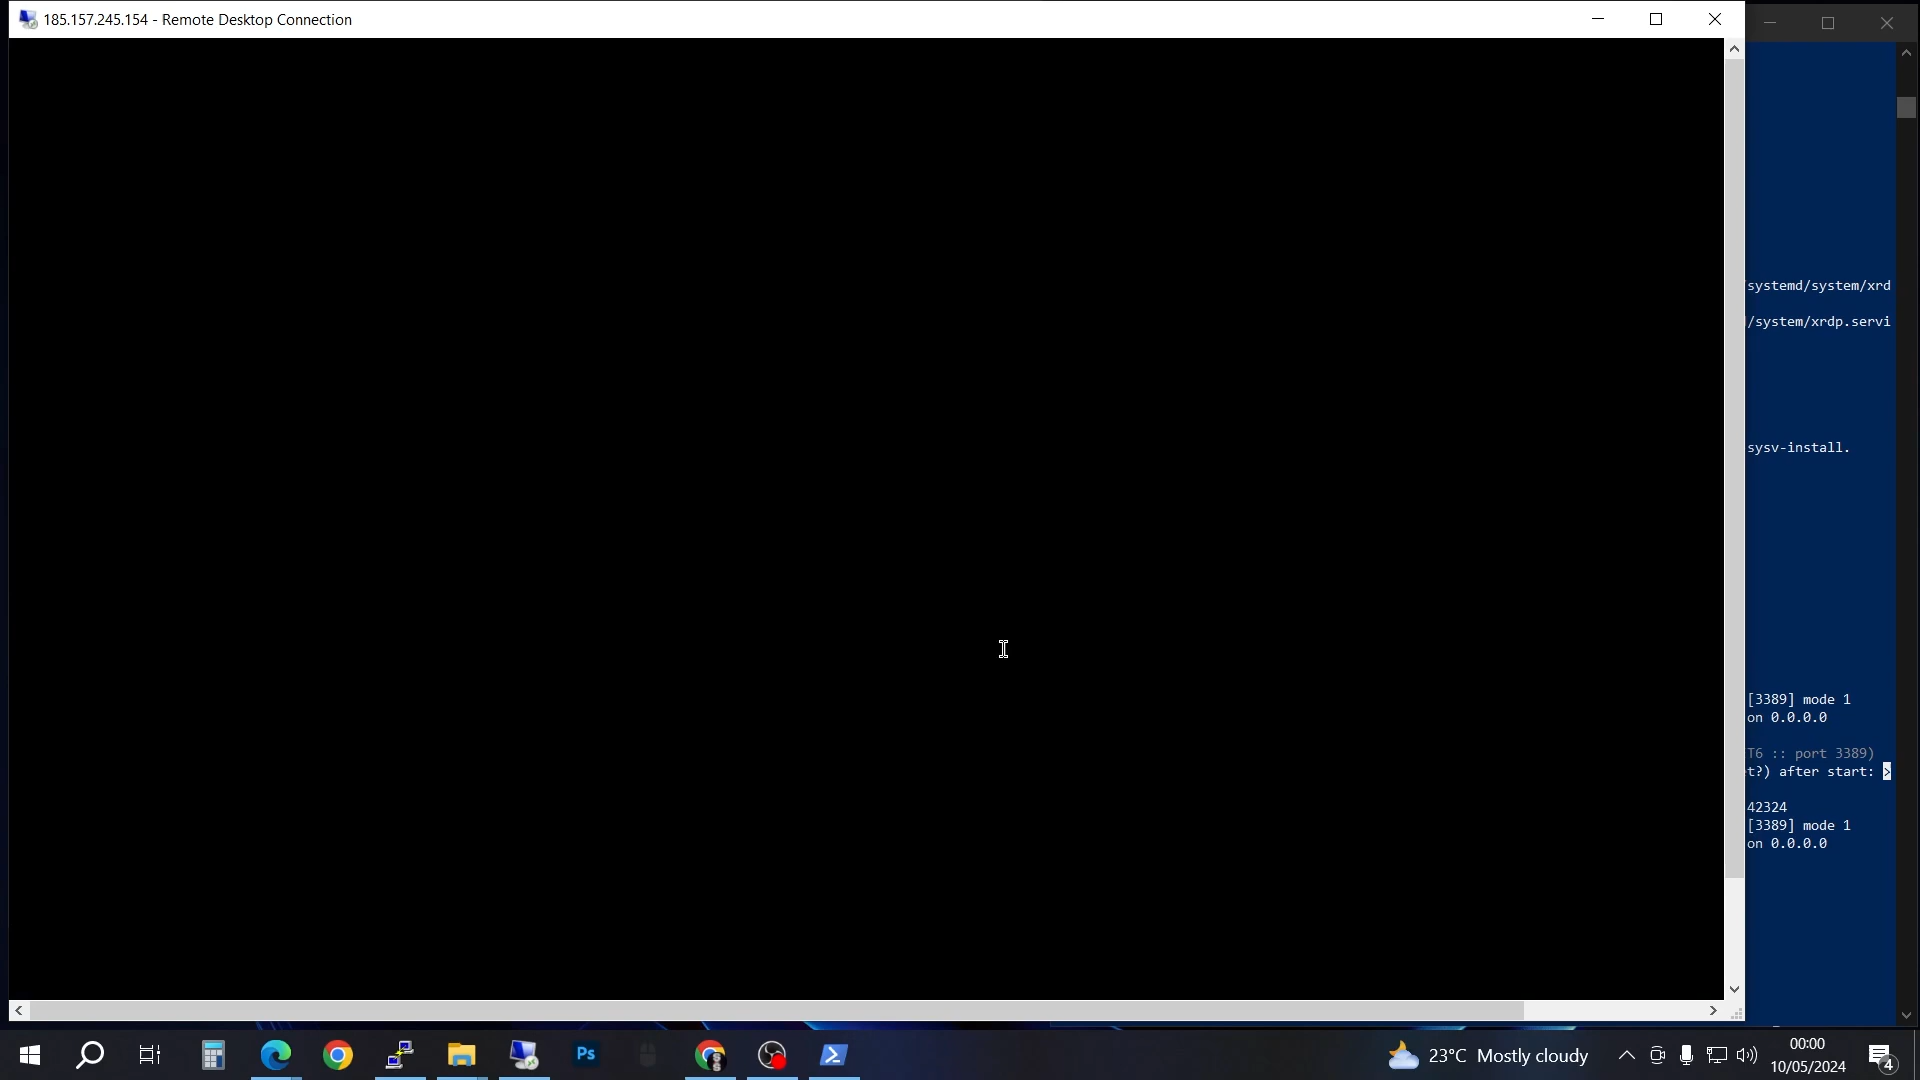 185.157.245.154 - Remote Desktop Connection
systemd/system/xrd
/system/xrdp.servi
sysv-install.
[3389] mode 1
on 0.0.0.0
T6 :: port 3389)
t?) after start: >
42324
[3389] mode 1
on 0.0.0.0
Ps
23°C Mostly cloudy
00:00
10/05/2024
4